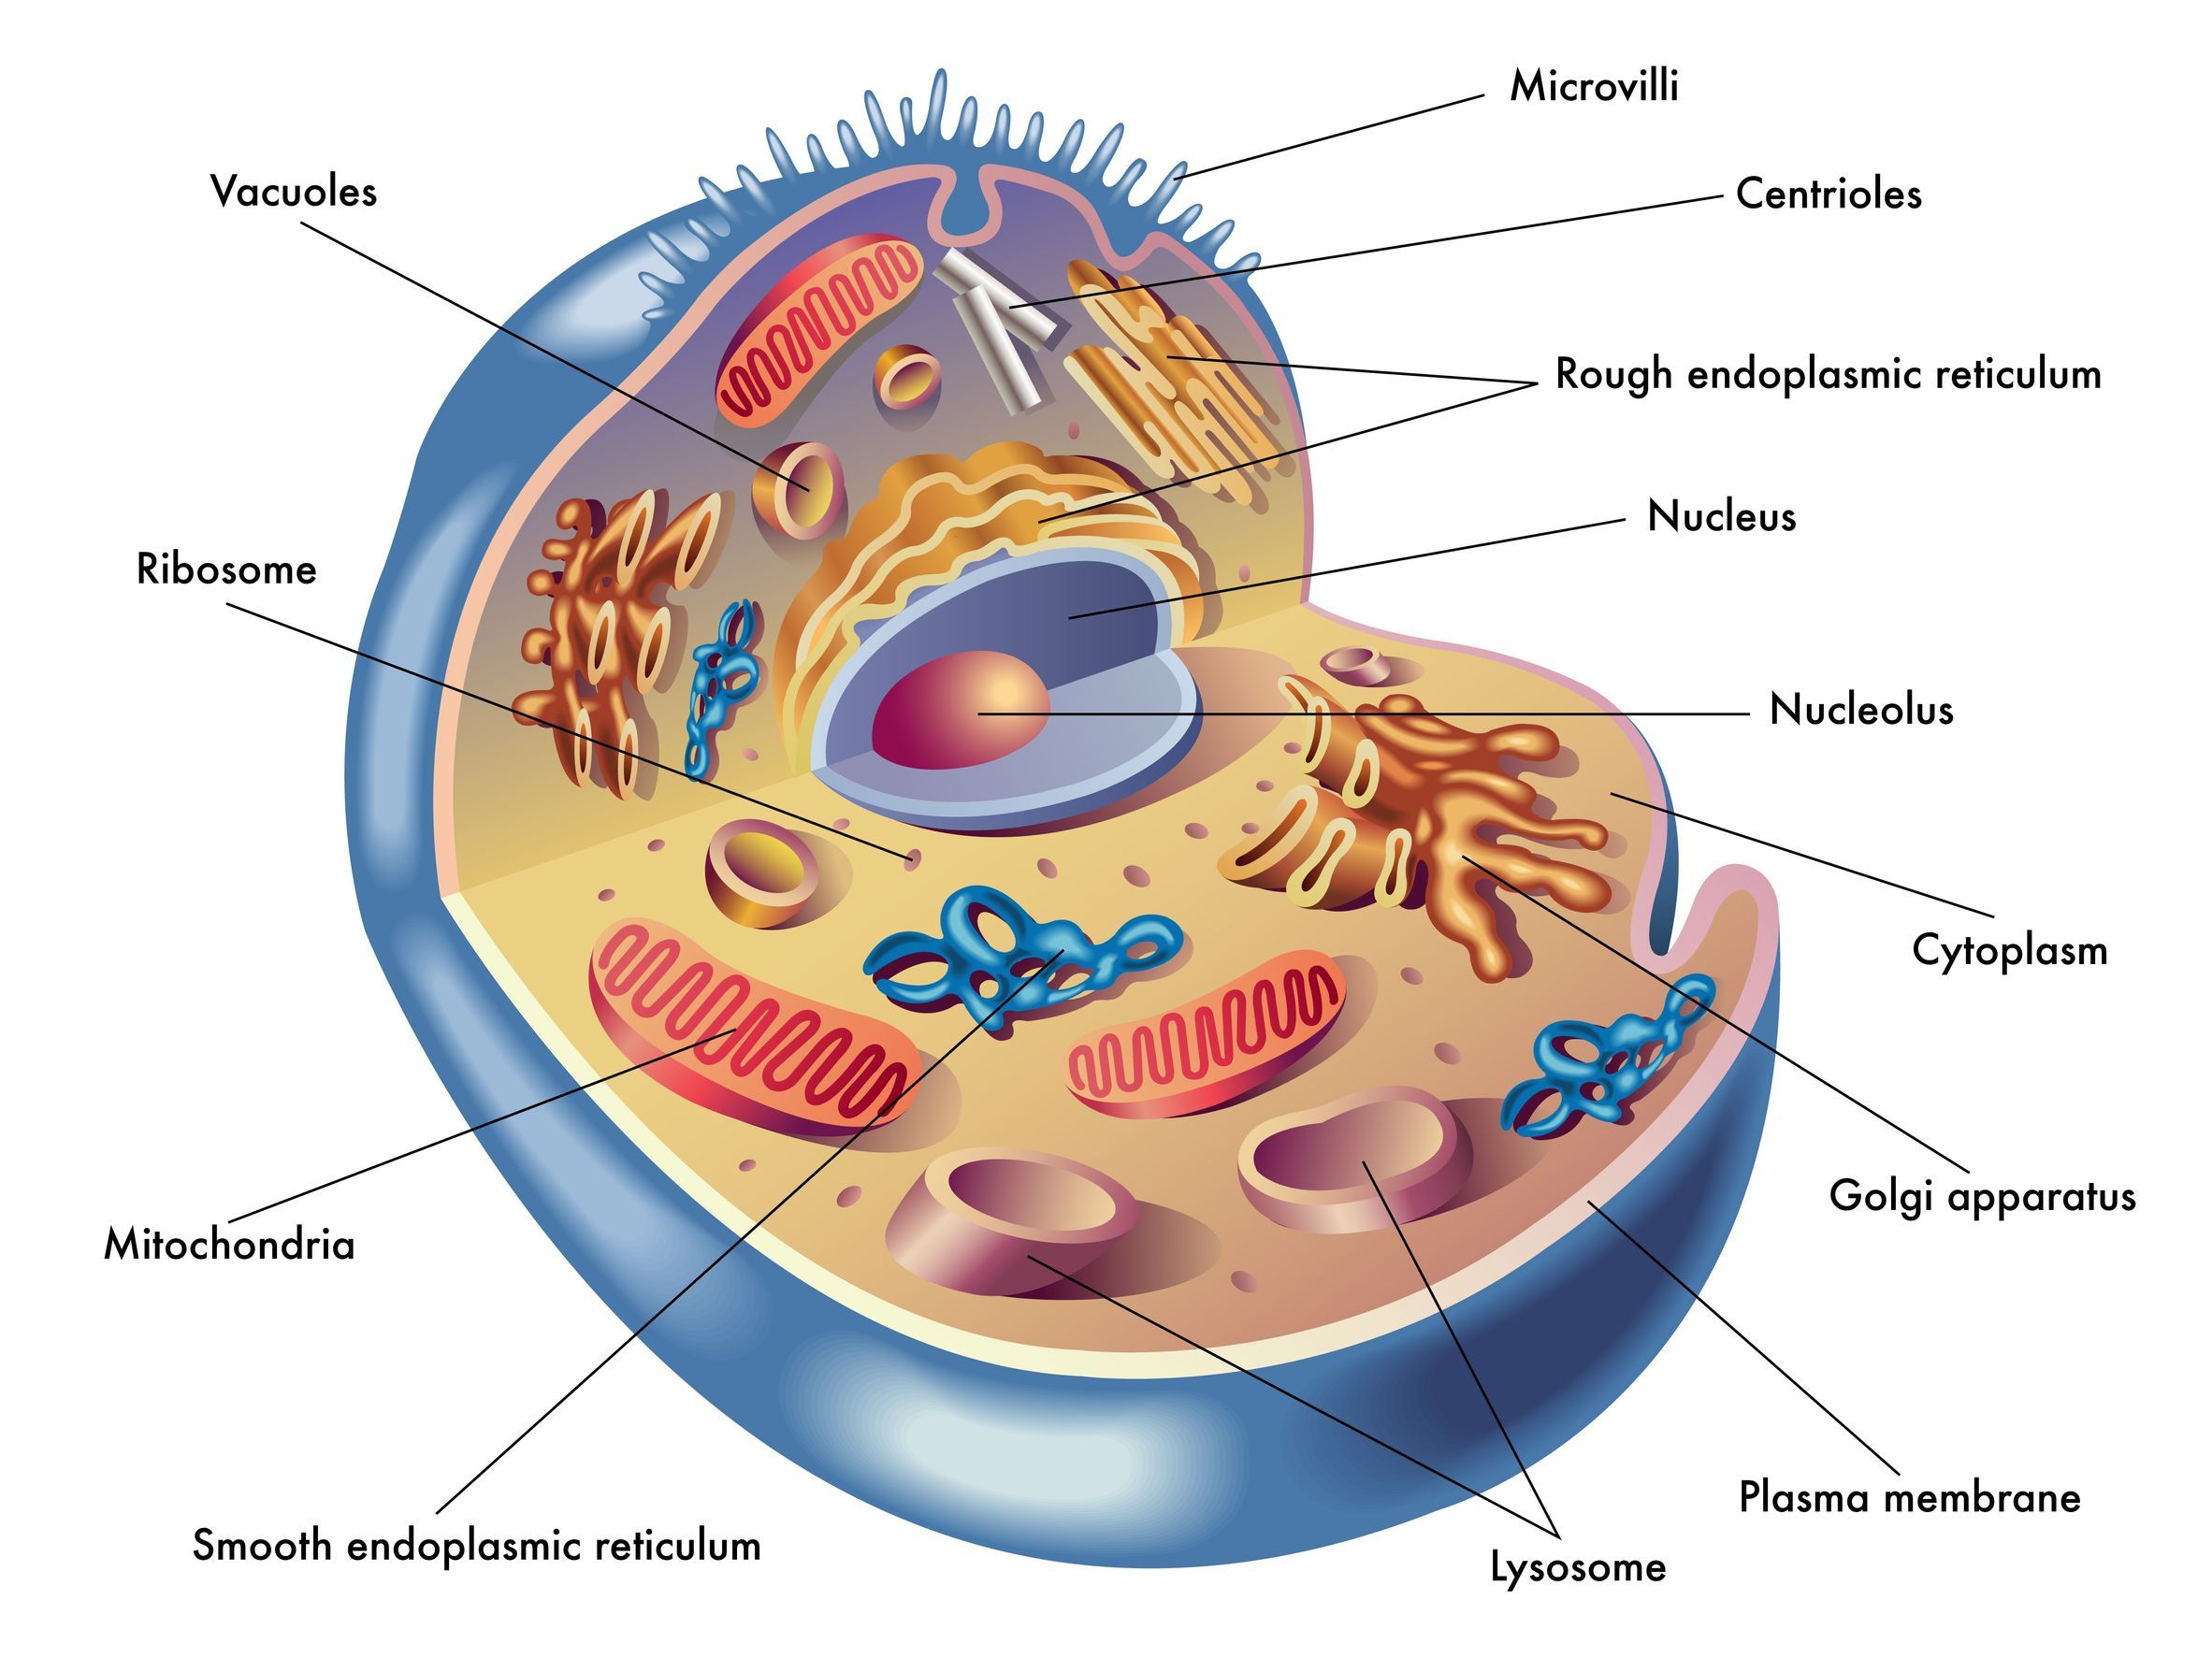 Microvilli
Vacuoles
Centrioles
Rough endoplasmic reticulum
Nucleus
Ribosome
Nucleolus
Cytoplasm
Golgi apparatus
Mitochondria
Plasma membrane
Smooth endoplasmic reticulum
Lysosome